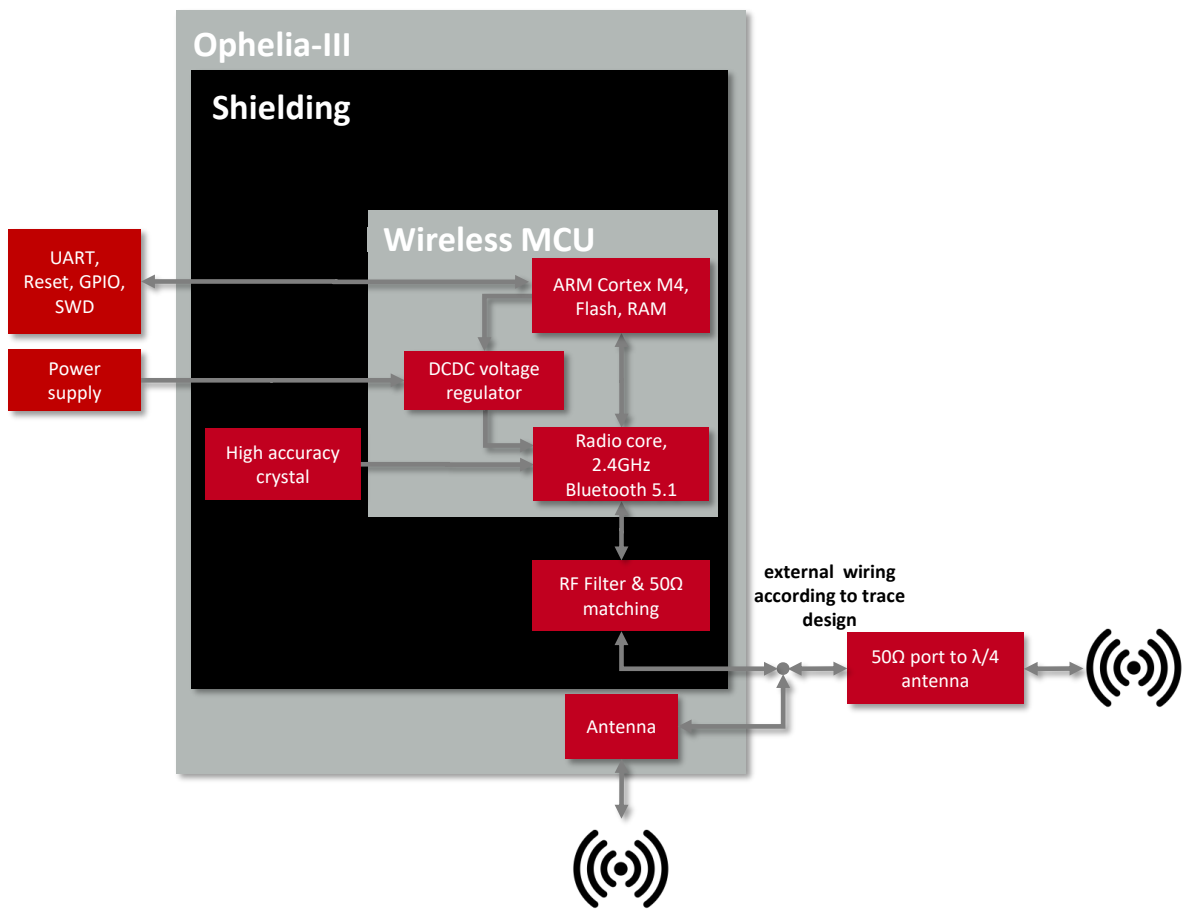 Ophelia-III
Shielding
Wireless MCU
UART,
Reset, GPIO,
SWD
ARM Cortex M4,
Flash, RAM
Power
supply
DCDC voltage
regulator
High accuracy
crystal
Radio core,
2.4GHz
Bluetooth 5.1
RF Filter & 50Ω
matching
external wiring
according to trace
design
50Ω port to λ/4
antenna
Antenna